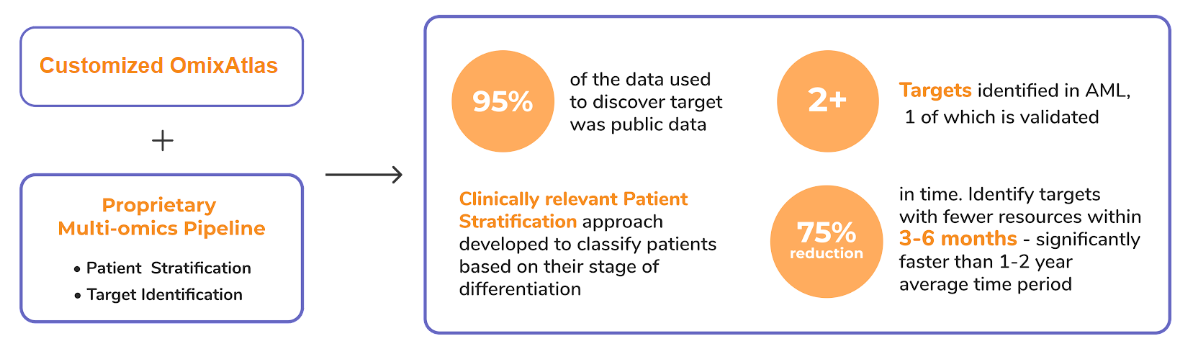 Customized OmixAtlas
+
Proprietary
Multi-omics Pipeline
• Patient Stratification
• Target Identification
95%
of the data used
to discover target
was public data
2+
Targets identified in AML,
1 of which is validated
Clinically relevant Patient
Stratification approach
developed to classify patients
based on their stage of
differentiation
75%
reduction
in time. Identify targets
with fewer resources within
3-6 months - significantly
faster than 1-2 year
average time period